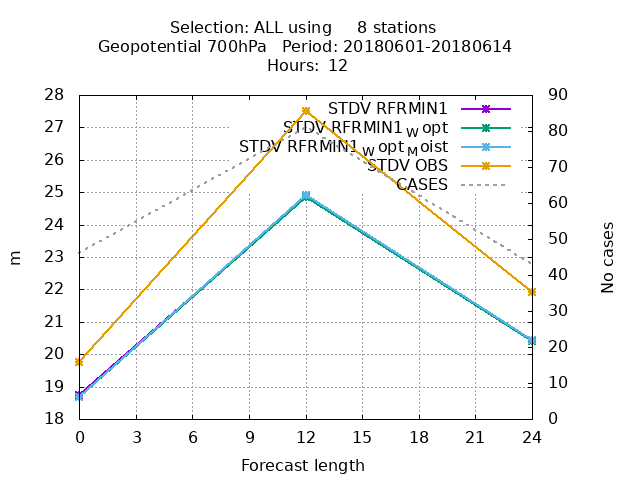 Selection: ALL using     8 stations
Geopotential 700hPa   Period: 20180601-20180614
Hours:  12
28
27
26
25
24
23
22
21
20
19
18
m
90
80
70
60
50
40
30
20
10
0
No cases
STDV RFRMIN1
STDV RFRMIN1 W opt
STDV RFRMIN1 W opt M oist
STDV OBS
CASES
0 3 6 9 12 15 18 21 24
Forecast length